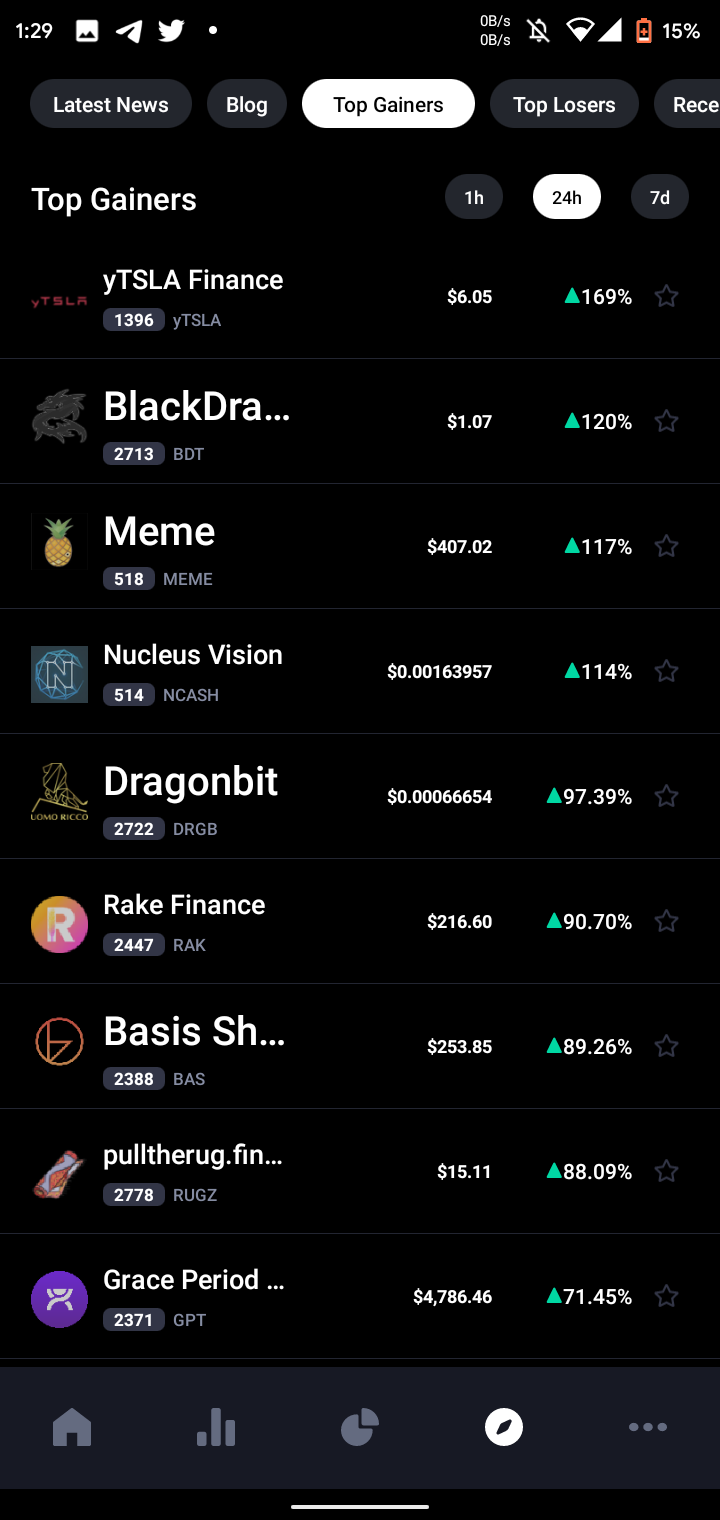 1:29
0B/s
0B/s
15%
Latest News Blog Top Gainers Top Losers Rece
Top Gainers 1h 24h 7d
yTSLA
yTSLA Finance
$6.05 169%
1396 yTSLA
BlackDra...
$1.07 120%
2713 BDT
Meme
$407.02 117%
518 MEME
N
Nucleus Vision
$0.00163957 114%
514 NCASH
UOMO RICCO
Dragonbit
$0.00066654 97.39%
2722 DRGB
R
Rake Finance
$216.60 90.70%
2447 RAK
Basis Sh...
$253.85 89.26%
2388 BAS
pulltherug.fin...
$15.11 88.09%
2778 RUGZ
Grace Period ...
$4,786.46 71.45%
2371 GPT